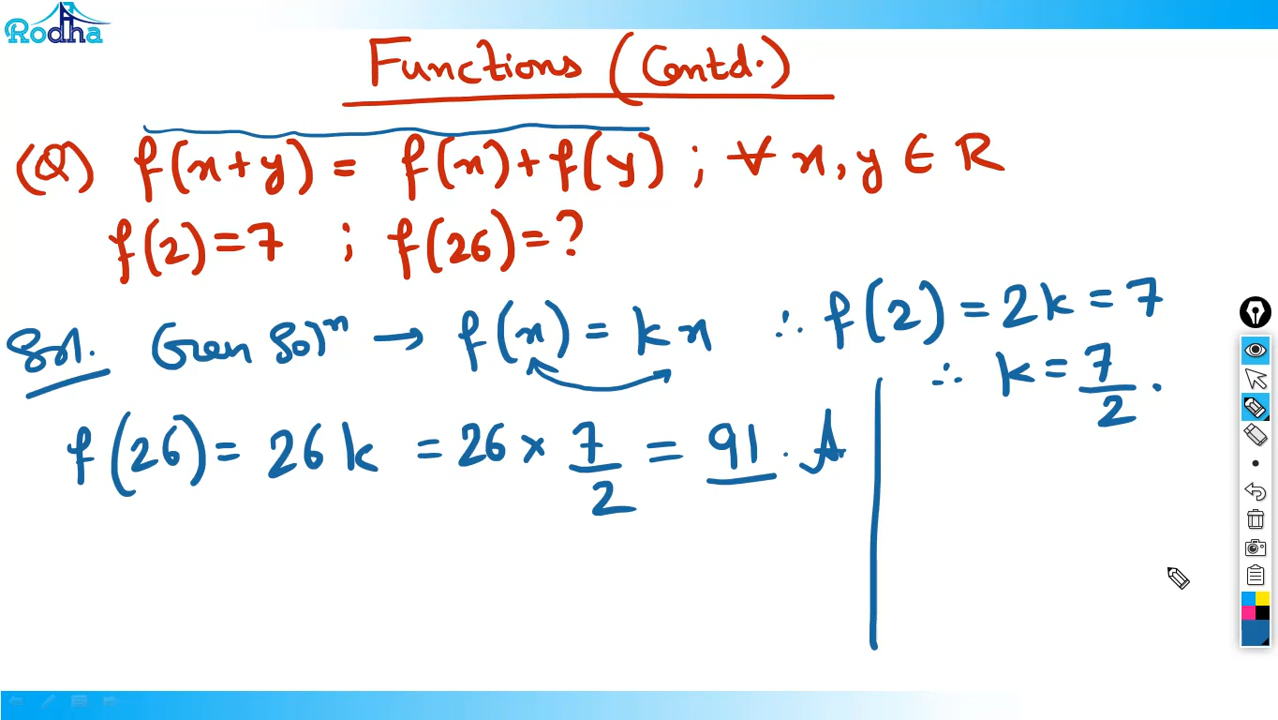 Rodha
Functions (Contd.)
(Q) f(x+y) = f(x)+f(y) ; ∀ x, y ∈ R
f(2)=7 ; f(26)=?
Sol. Gen Solⁿ → f(x) = kx ∴ f(2) = 2k = 7
∴ k = 7/2 .
f(26) = 26k = 26 × 7/2 = 91 . A